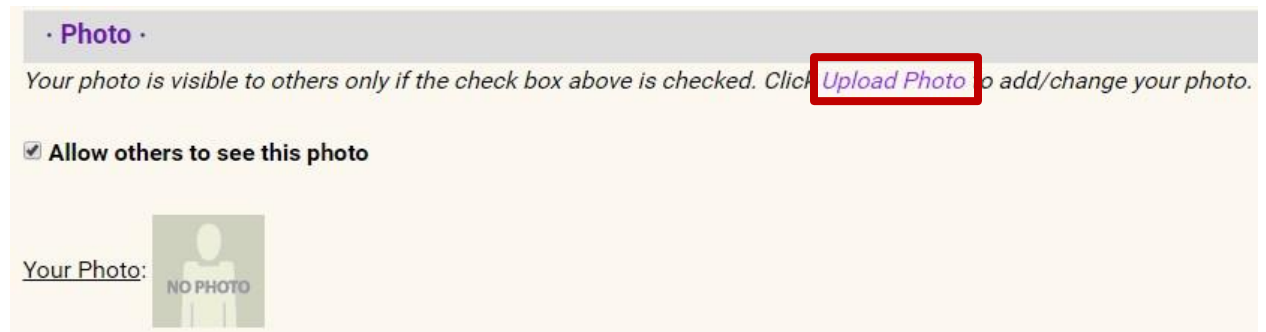 · Photo ·
Your photo is visible to others only if the check box above is checked. Click Upload Photo to add/change your photo.
Allow others to see this photo
Your Photo:
NO PHOTO